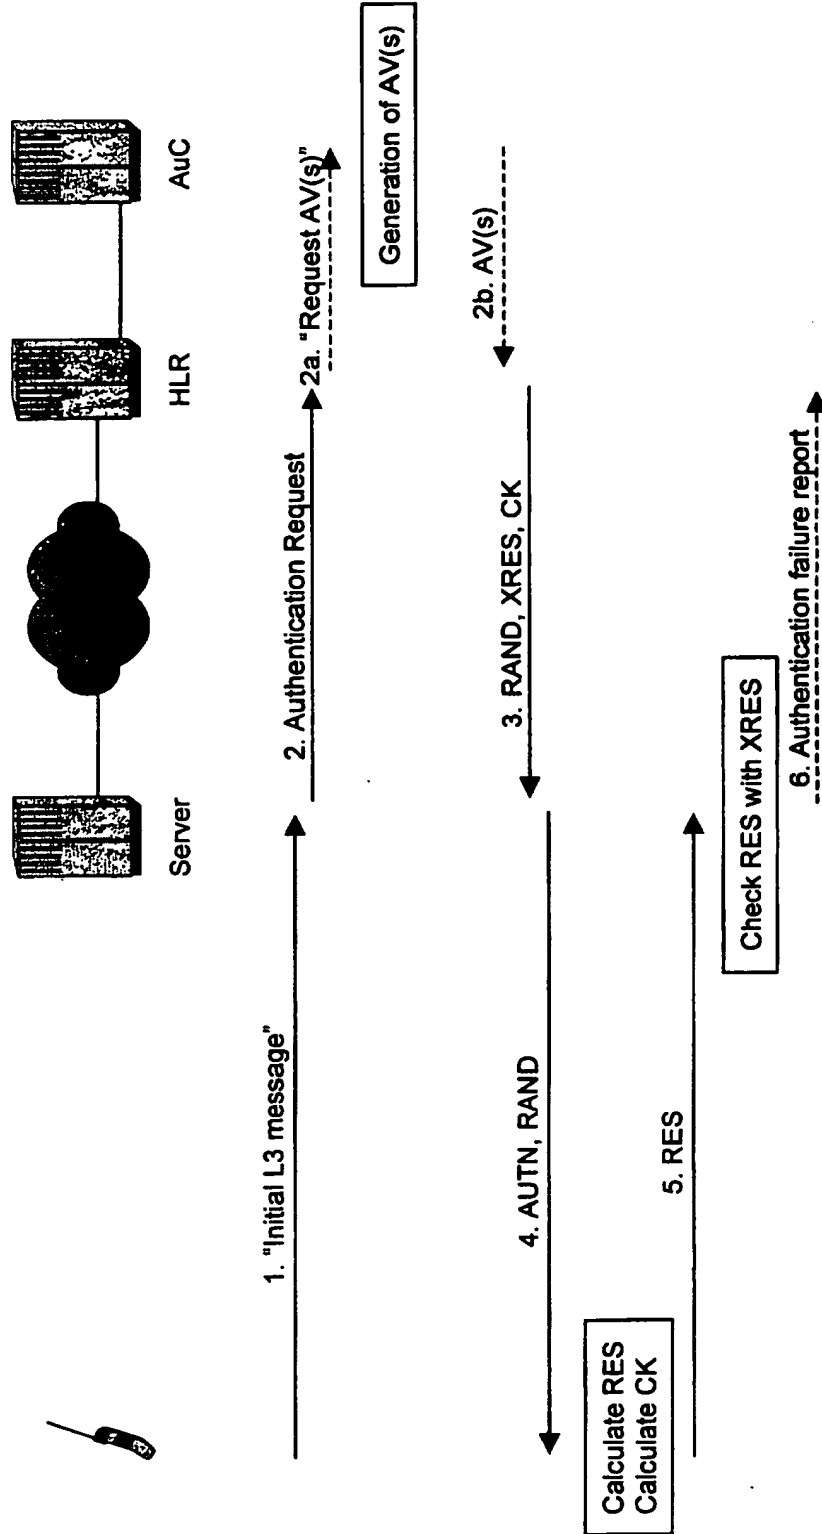 Server
HLR
AuC
1. "Initial L3 message"
2. Authentication Request
2a. "Request AV(s)"
Generation of AV(s)
2b. AV(s)
3. RAND, XRES, CK
4. AUTN, RAND
Calculate RES
Calculate CK
5. RES
Check RES with XRES
6. Authentication failure report